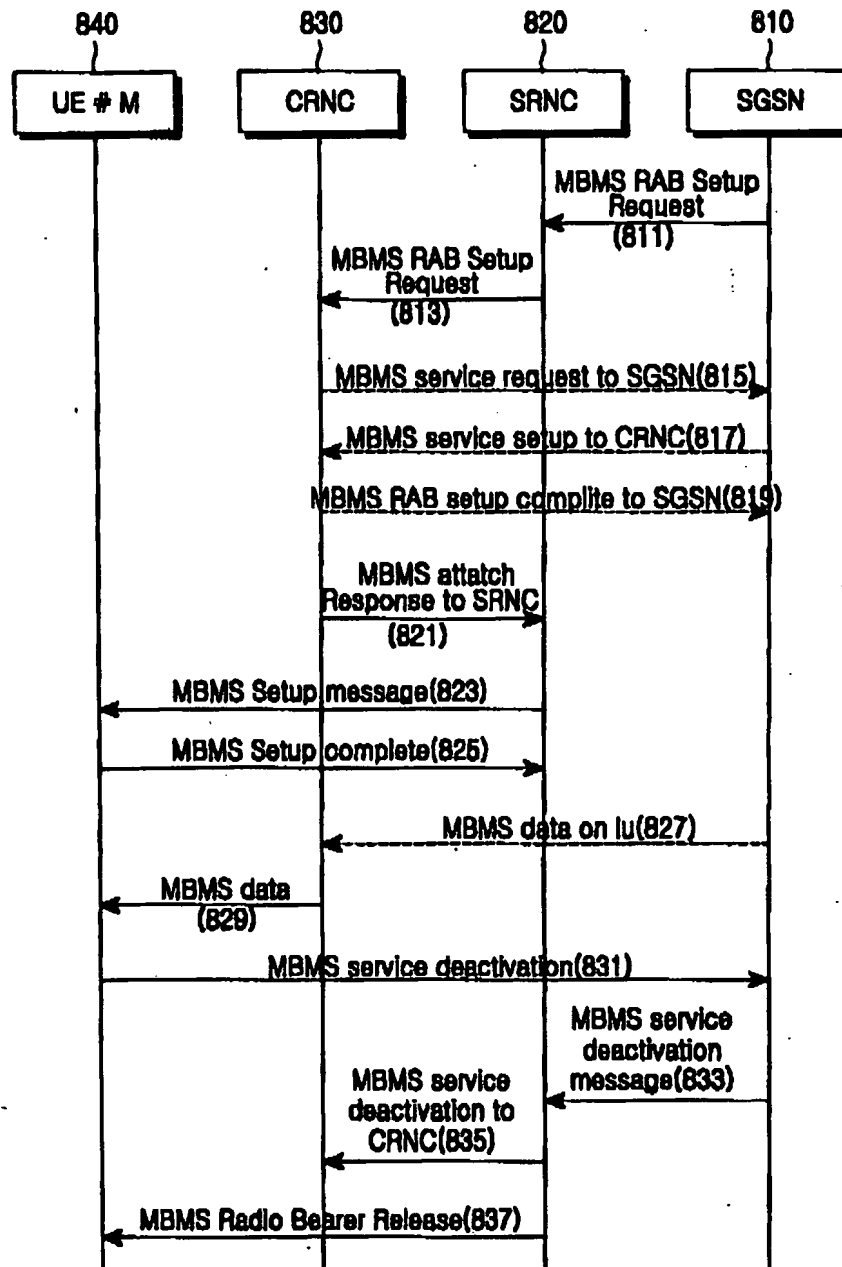 840 830 820 810
UE # M CRNC SRNC SGSN
MBMS RAB Setup
Request
(811)
MBMS RAB Setup
Request
(813)
MBMS service request to SGSN(815)
MBMS service setup to CRNC(817)
MBMS RAB setup complite to SGSN(819)
MBMS attatch
Response to SRNC
(821)
MBMS Setup message(823)
MBMS Setup complete(825)
MBMS data on Iu(827)
MBMS data
(829)
MBMS service deactivation(831)
MBMS service
deactivation
message(833)
MBMS service
deactivation to
CRNC(835)
MBMS Radio Bearer Release(837)